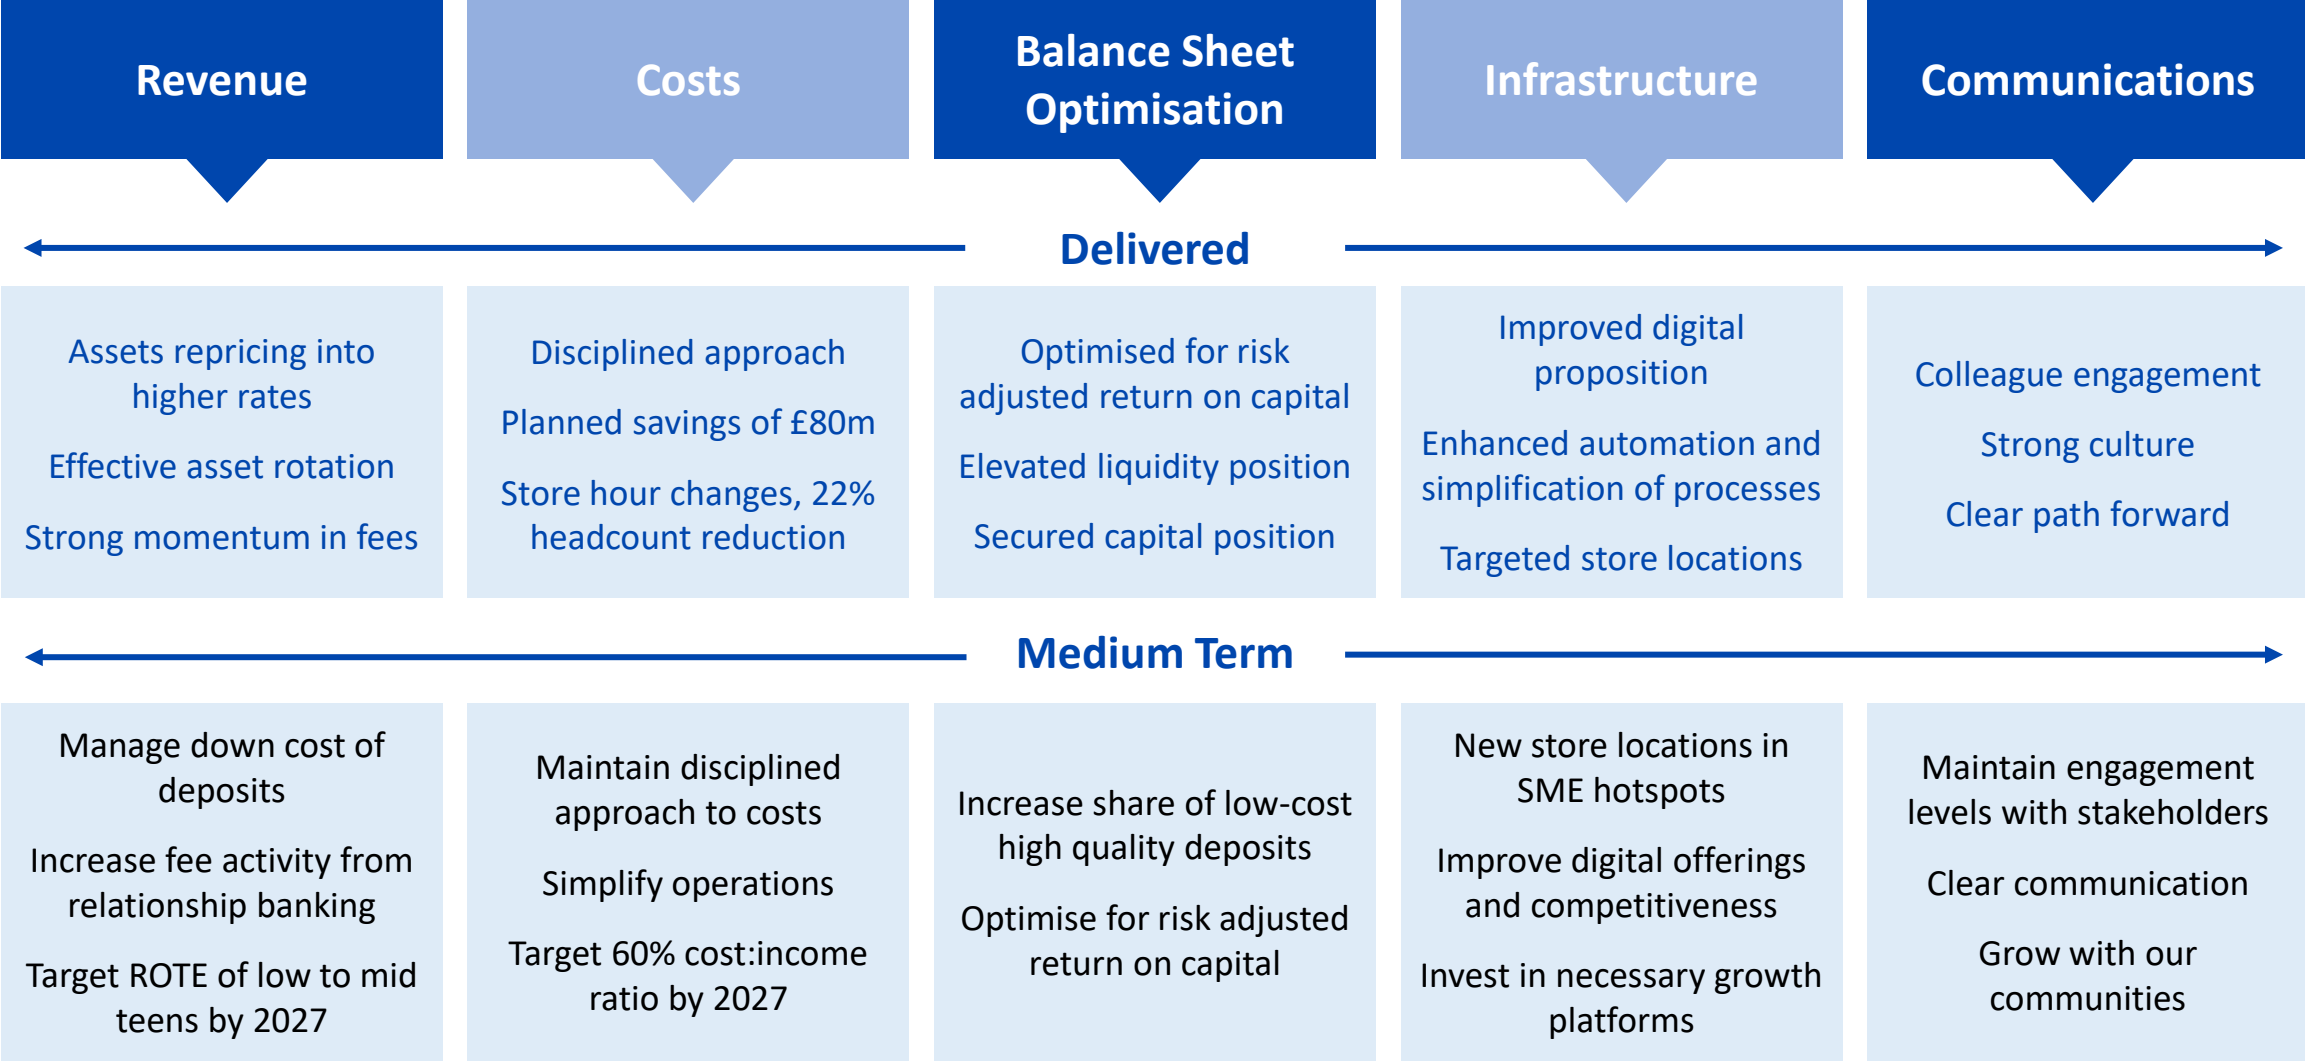 Revenue
Costs
Balance Sheet
Optimisation
Infrastructure
Communications
Delivered
Assets repricing into
higher rates
Effective asset rotation
Strong momentum in fees
Disciplined approach
Planned savings of £80m
Store hour changes, 22%
headcount reduction
Optimised for risk
adjusted return on capital
Elevated liquidity position
Secured capital position
Improved digital
proposition
Enhanced automation and
simplification of processes
Targeted store locations
Colleague engagement
Strong culture
Clear path forward
Medium Term
Manage down cost of
deposits
Increase fee activity from
relationship banking
Target ROTE of low to mid
teens by 2027
Maintain disciplined
approach to costs
Simplify operations
Target 60% cost:income
ratio by 2027
Increase share of low-cost
high quality deposits
Optimise for risk adjusted
return on capital
New store locations in
SME hotspots
Improve digital offerings
and competitiveness
Invest in necessary growth
platforms
Maintain engagement
levels with stakeholders
Clear communication
Grow with our
communities